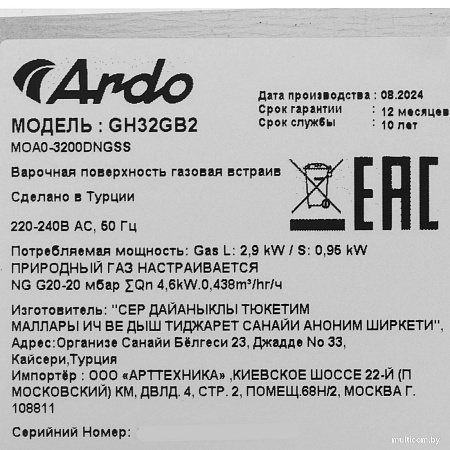 Ardo
Дата производства : 08.2024
Срок гарантии : 12 месяцев
Срок службы : 10 лет
МОДЕЛЬ : GH32GB2
MOA0-3200DNGSS
Варочная поверхность газовая встраив
Сделано в Турции
220-240В AC, 50 Гц
EAC
Потребляемая мощность: Gas L: 2,9 kW / S: 0,95 kW
ПРИРОДНЫЙ ГАЗ НАСТРАИВАЕТСЯ
NG G20-20 мбар ∑Qn 4,6kW.0,438m³/hr/ч
Изготовитель: "СЕР ДАЙАНЫКЛЫ ТЮКЕТИМ
МАЛЛАРЫ ИЧ ВЕ ДЫШ ТИДЖАРЕТ САНАЙИ АНОНИМ ШИРКЕТИ",
Адрес:Организе Санайи Бёлгеси 23, Джадде No 33,
Кайсери,Турция
Импортёр : ООО «АРТТЕХНИКА» ,КИЕВСКОЕ ШОССЕ 22-Й (П
МОСКОВСКИЙ) КМ, ДВЛД. 4, СТР. 2, ПОМЕЩ.68Н/2, МОСКВА Г.
108811
Серийный Номер:
multicom.by